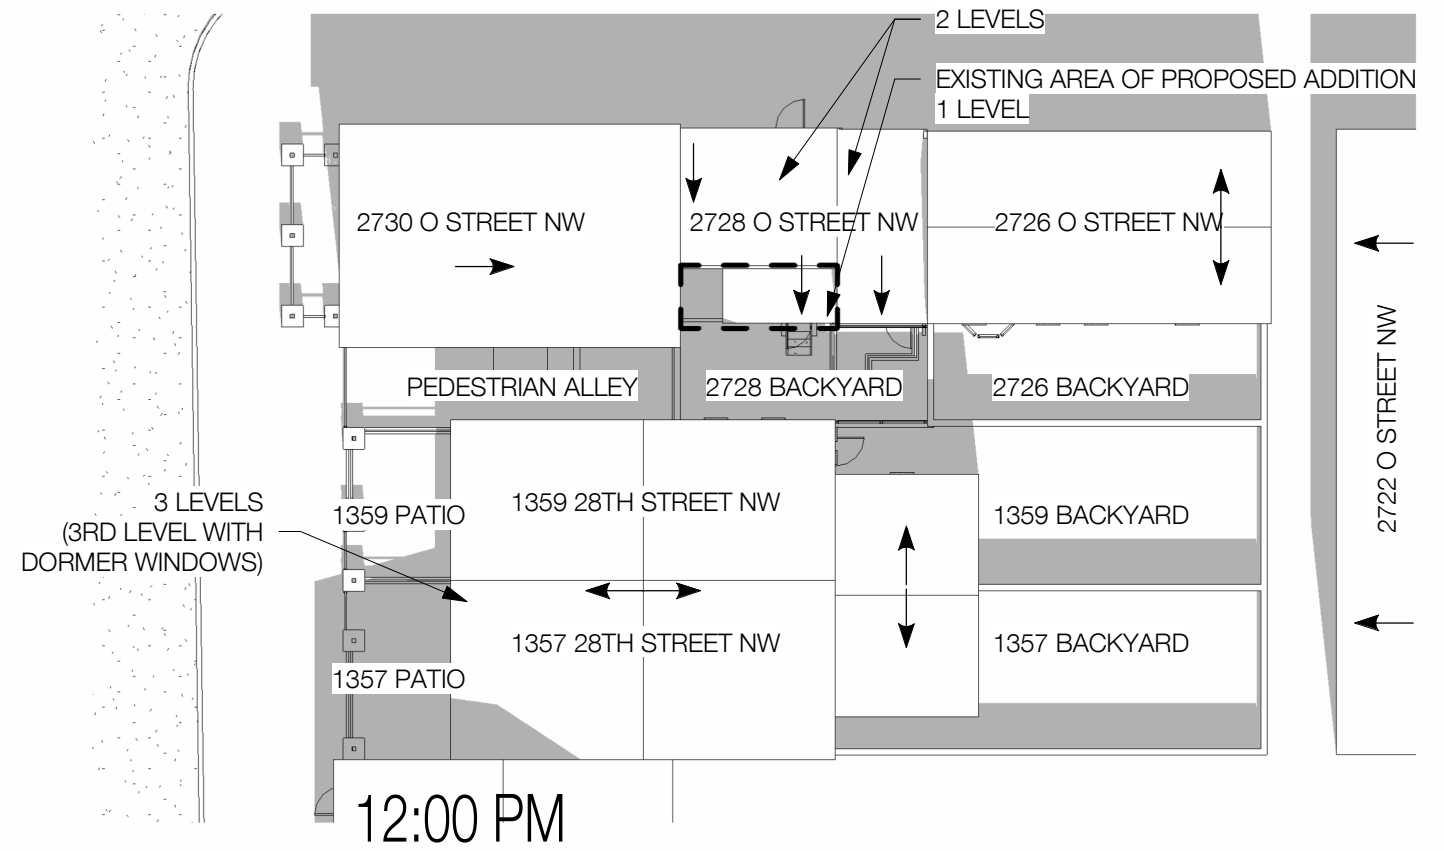 2 LEVELS
EXISTING AREA OF PROPOSED ADDITION
1 LEVEL
2730 O STREET NW
2728 O STREET NW
2726 O STREET NW
PEDESTRIAN ALLEY
2728 BACKYARD
2726 BACKYARD
2722 O STREET NW
3 LEVELS
(3RD LEVEL WITH
DORMER WINDOWS)
1359 PATIO
1359 28TH STREET NW
1359 BACKYARD
1357 28TH STREET NW
1357 BACKYARD
1357 PATIO
12:00 PM